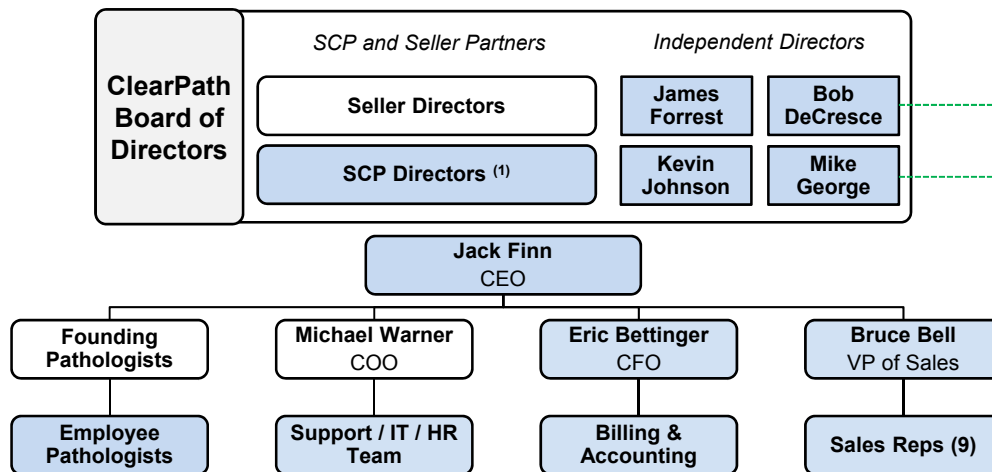 SCP and Seller Partners
Independent Directors
ClearPath
Board of
Directors
Seller Directors
James
Forrest
Bob
DeCresce
SCP Directors (1)
Kevin
Johnson
Mike
George
Jack Finn
CEO
Founding
Pathologists
Michael Warner
COO
Eric Bettinger
CFO
Bruce Bell
VP of Sales
Employee
Pathologists
Support / IT / HR
Team
Billing &
Accounting
Sales Reps (9)